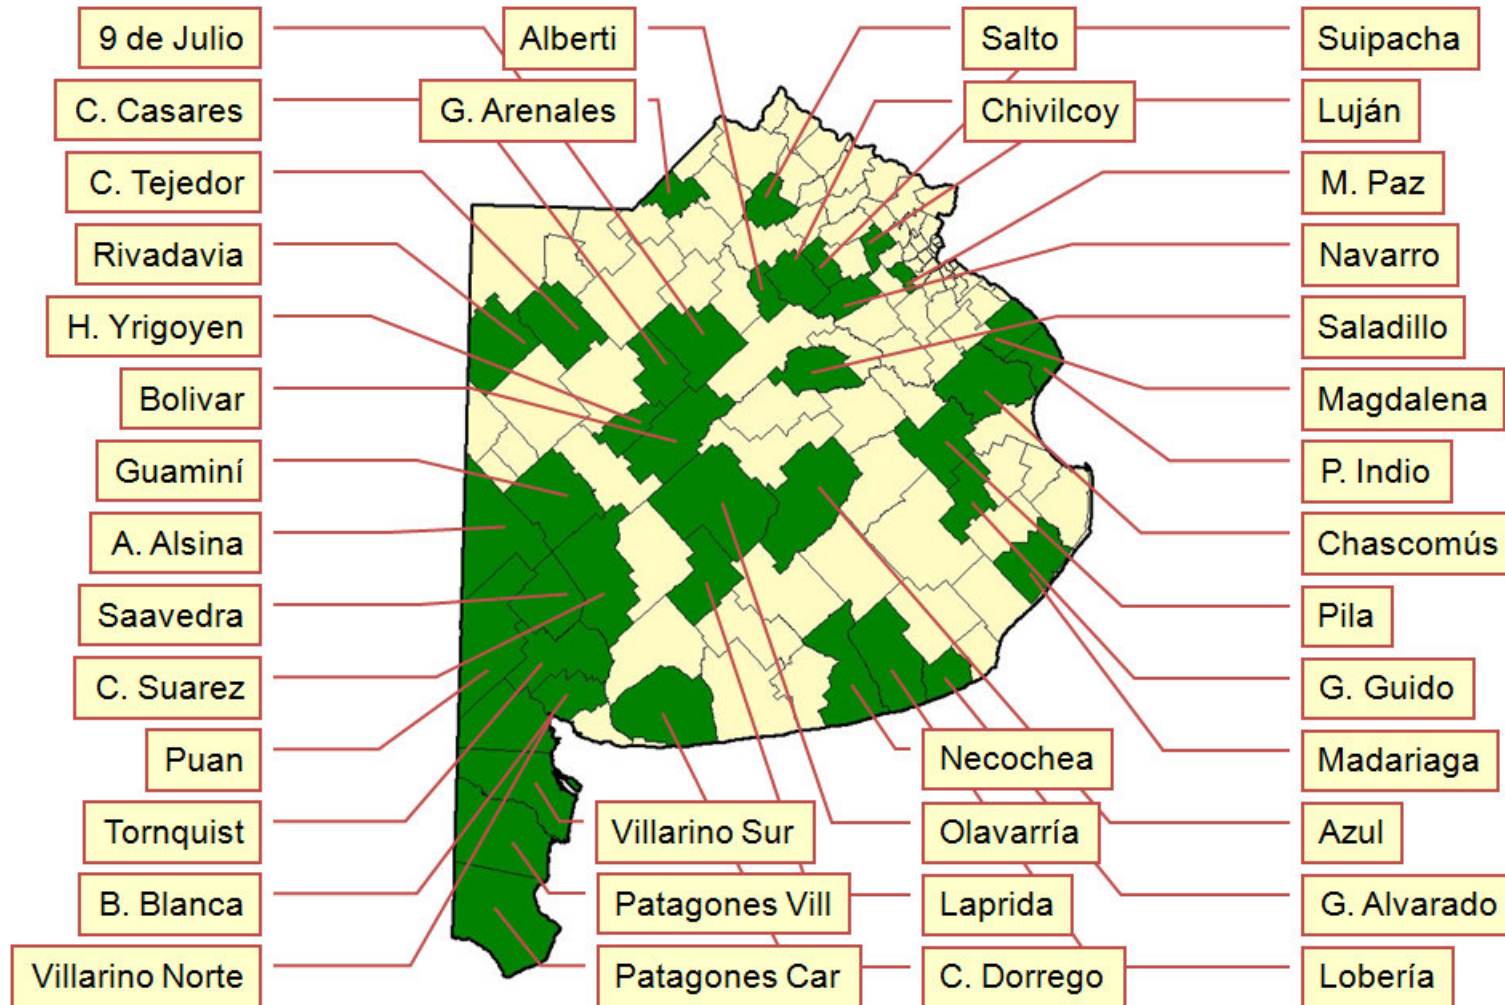 9 de Julio
Alberti
Salto
Suipacha
C. Casares
G. Arenales
Chivilcoy
Luján
C. Tejedor
M. Paz
Rivadavia
Navarro
H. Yrigoyen
Saladillo
Bolivar
Magdalena
Guaminí
P. Indio
A. Alsina
Chascomús
Saavedra
Pila
C. Suarez
G. Guido
Puan
Necochea
Madariaga
Tornquist
Villarino Sur
Olavarría
Azul
B. Blanca
Patagones Vill
Laprida
G. Alvarado
Villarino Norte
Patagones Car
C. Dorrego
Lobería